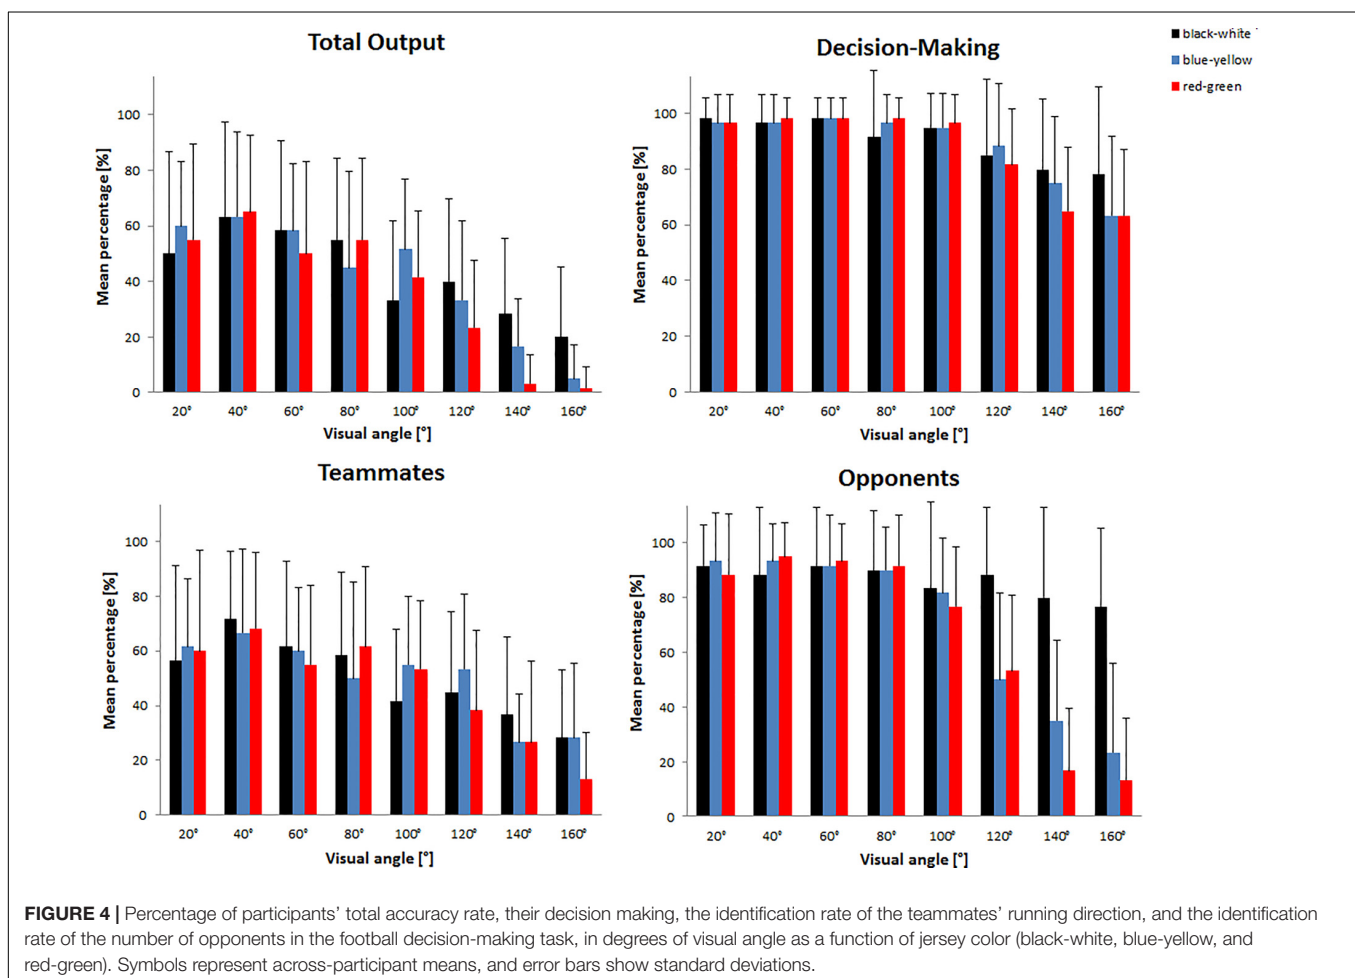 Total Output
Mean percentage [%]
100
80
60
40
20
0
20° 40° 60° 80° 100° 120° 140° 160°
Visual angle [°]
Decision-Making
Mean percentage [%]
100
80
60
40
20
0
20° 40° 60° 80° 100° 120° 140° 160°
Visual angle [°]
black-white
blue-yellow
red-green
Teammates
Mean percentage [%]
100
80
60
40
20
0
20° 40° 60° 80° 100° 120° 140° 160°
Visual angle [°]
Opponents
Mean percentage [%]
100
80
60
40
20
0
20° 40° 60° 80° 100° 120° 140° 160°
Visual angle [°]
FIGURE 4 | Percentage of participants’ total accuracy rate, their decision making, the identification rate of the teammates’ running direction, and the identification
rate of the number of opponents in the football decision-making task, in degrees of visual angle as a function of jersey color (black-white, blue-yellow, and
red-green). Symbols represent across-participant means, and error bars show standard deviations.